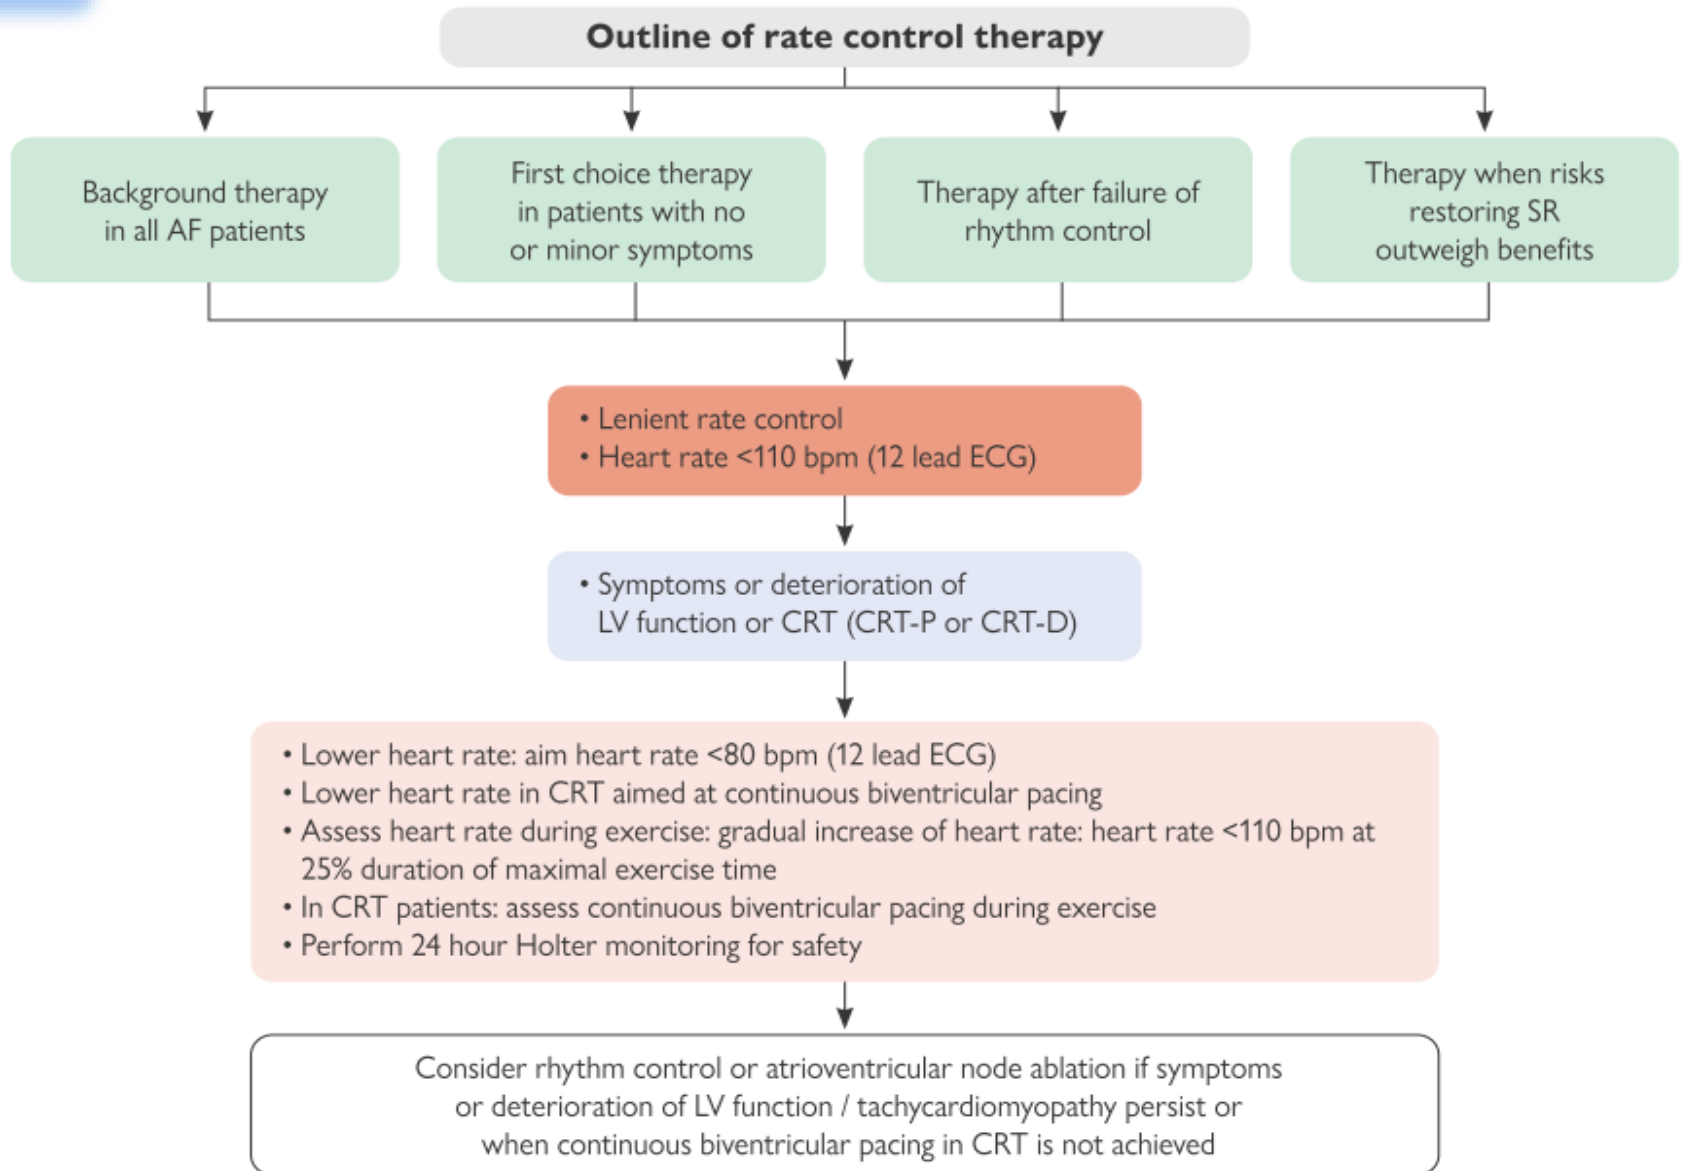 Outline of rate control therapy
Background therapy
in all AF patients
First choice therapy
in patients with no
or minor symptoms
Therapy after failure of
rhythm control
Therapy when risks
restoring SR
outweigh benefits
• Lenient rate control
• Heart rate <110 bpm (12 lead ECG)
• Symptoms or deterioration of
LV function or CRT (CRT-P or CRT-D)
• Lower heart rate: aim heart rate <80 bpm (12 lead ECG)
• Lower heart rate in CRT aimed at continuous biventricular pacing
• Assess heart rate during exercise: gradual increase of heart rate: heart rate <110 bpm at
25% duration of maximal exercise time
• In CRT patients: assess continuous biventricular pacing during exercise
• Perform 24 hour Holter monitoring for safety
Consider rhythm control or atrioventricular node ablation if symptoms
or deterioration of LV function / tachycardiomyopathy persist or
when continuous biventricular pacing in CRT is not achieved